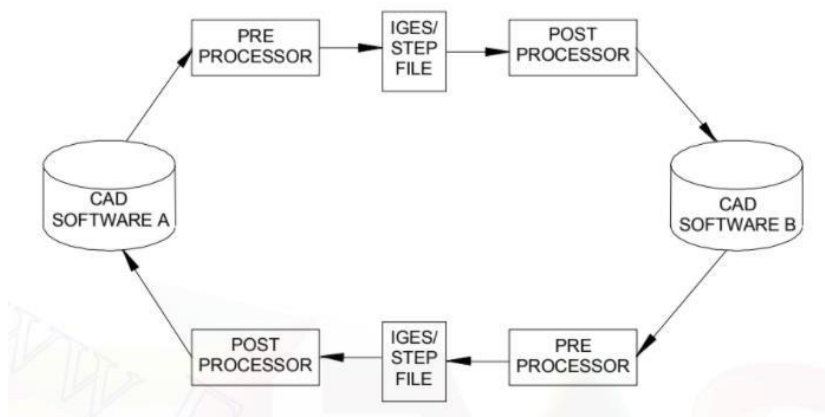 PRE
PROCESSOR
IGES/
STEP
FILE
POST
PROCESSOR
CAD
SOFTWARE A
CAD
SOFTWARE B
POST
PROCESSOR
IGES/
STEP
FILE
PRE
PROCESSOR